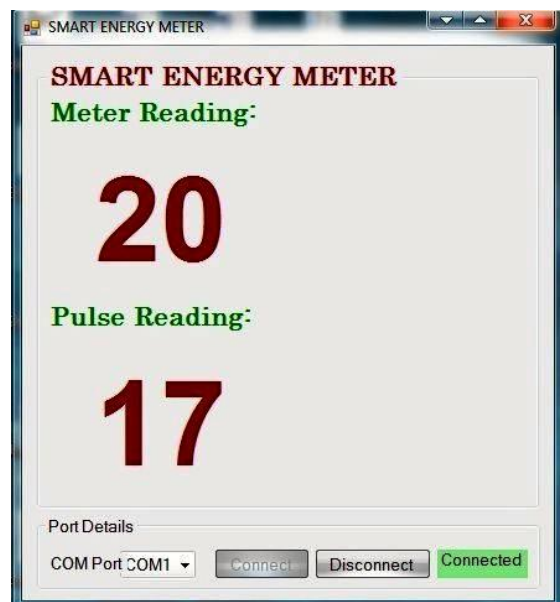 SMART ENERGY METER
SMART ENERGY METER
Meter Reading:
20
Pulse Reading:
17
Port Details
COM Port COM1 Connect Disconnect Connected